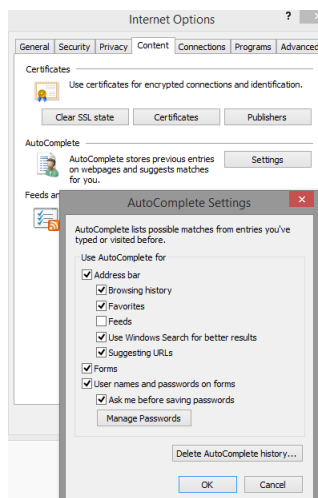 Internet Options
?
General Security Privacy Content Connections Programs Advanced
Certificates
Use certificates for encrypted connections and identification.
Clear SSL state
Certificates
Publishers
AutoComplete
AutoComplete stores previous entries
on webpages and suggests matches
for you.
Settings
Feeds
AutoComplete Settings
×
AutoComplete lists possible matches from entries you've
typed or visited before.
Use AutoComplete for
Address bar
Browsing history
Favorites
Feeds
Use Windows Search for better results
Suggesting URLs
Forms
User names and passwords on forms
Ask me before saving passwords
Manage Passwords
Delete AutoComplete history...
OK
Cancel